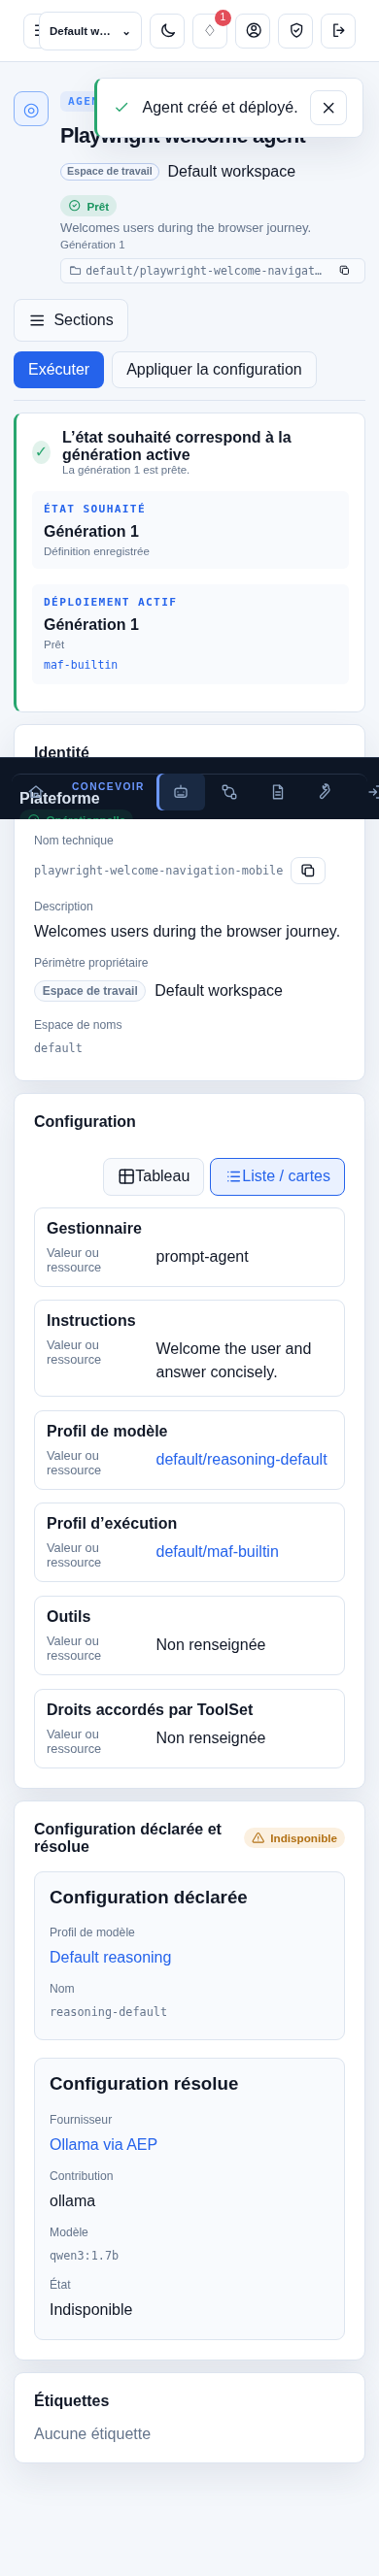 Default w…
1
AGEN
Agent créé et déployé.
Playwright welcome agent
Espace de travail Default workspace
Prêt
Welcomes users during the browser journey.
Génération 1
default/playwright-welcome-navigat…
Sections
Exécuter Appliquer la configuration
L’état souhaité correspond à la
génération active
La génération 1 est prête.
ÉTAT SOUHAITÉ
Génération 1
Définition enregistrée
DÉPLOIEMENT ACTIF
Génération 1
Prêt
maf-builtin
Identité
CONCEVOIR
Plateforme
Opérationnelle
Nom technique
playwright-welcome-navigation-mobile
Description
Welcomes users during the browser journey.
Périmètre propriétaire
Espace de travail Default workspace
Espace de noms
default
Configuration
Tableau Liste / cartes
Gestionnaire
Valeur ou
ressource
prompt-agent
Instructions
Valeur ou
ressource
Welcome the user and
answer concisely.
Profil de modèle
Valeur ou
ressource
default/reasoning-default
Profil d’exécution
Valeur ou
ressource
default/maf-builtin
Outils
Valeur ou
ressource
Non renseignée
Droits accordés par ToolSet
Valeur ou
ressource
Non renseignée
Configuration déclarée et
résolue
Indisponible
Configuration déclarée
Profil de modèle
Default reasoning
Nom
reasoning-default
Configuration résolue
Fournisseur
Ollama via AEP
Contribution
ollama
Modèle
qwen3:1.7b
État
Indisponible
Étiquettes
Aucune étiquette